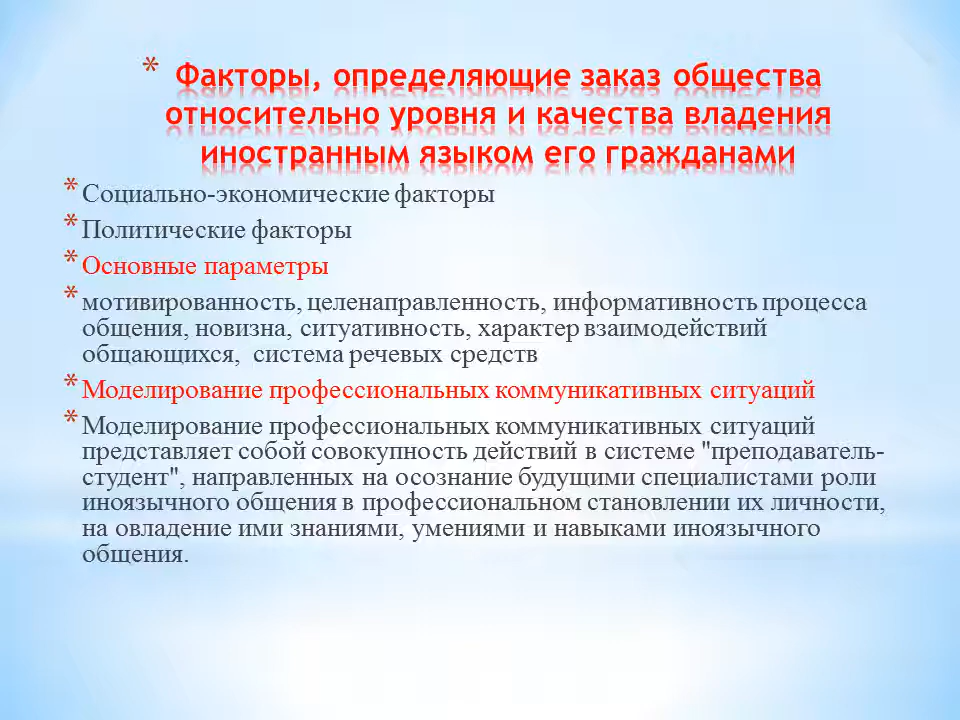 * Факторы, определяющие заказ общества
относительно уровня и качества владения
иностранным языком его гражданами
* Социально-экономические факторы
* Политические факторы
* Основные параметры
* мотивированность, целенаправленность, информативность процесса
общения, новизна, ситуативность, характер взаимодействий
общающихся, система речевых средств
* Моделирование профессиональных коммуникативных ситуаций
* Моделирование профессиональных коммуникативных ситуаций
представляет собой совокупность действий в системе "преподаватель-
студент", направленных на осознание будущими специалистами роли
иноязычного общения в профессиональном становлении их личности,
на овладение ими знаниями, умениями и навыками иноязычного
общения.